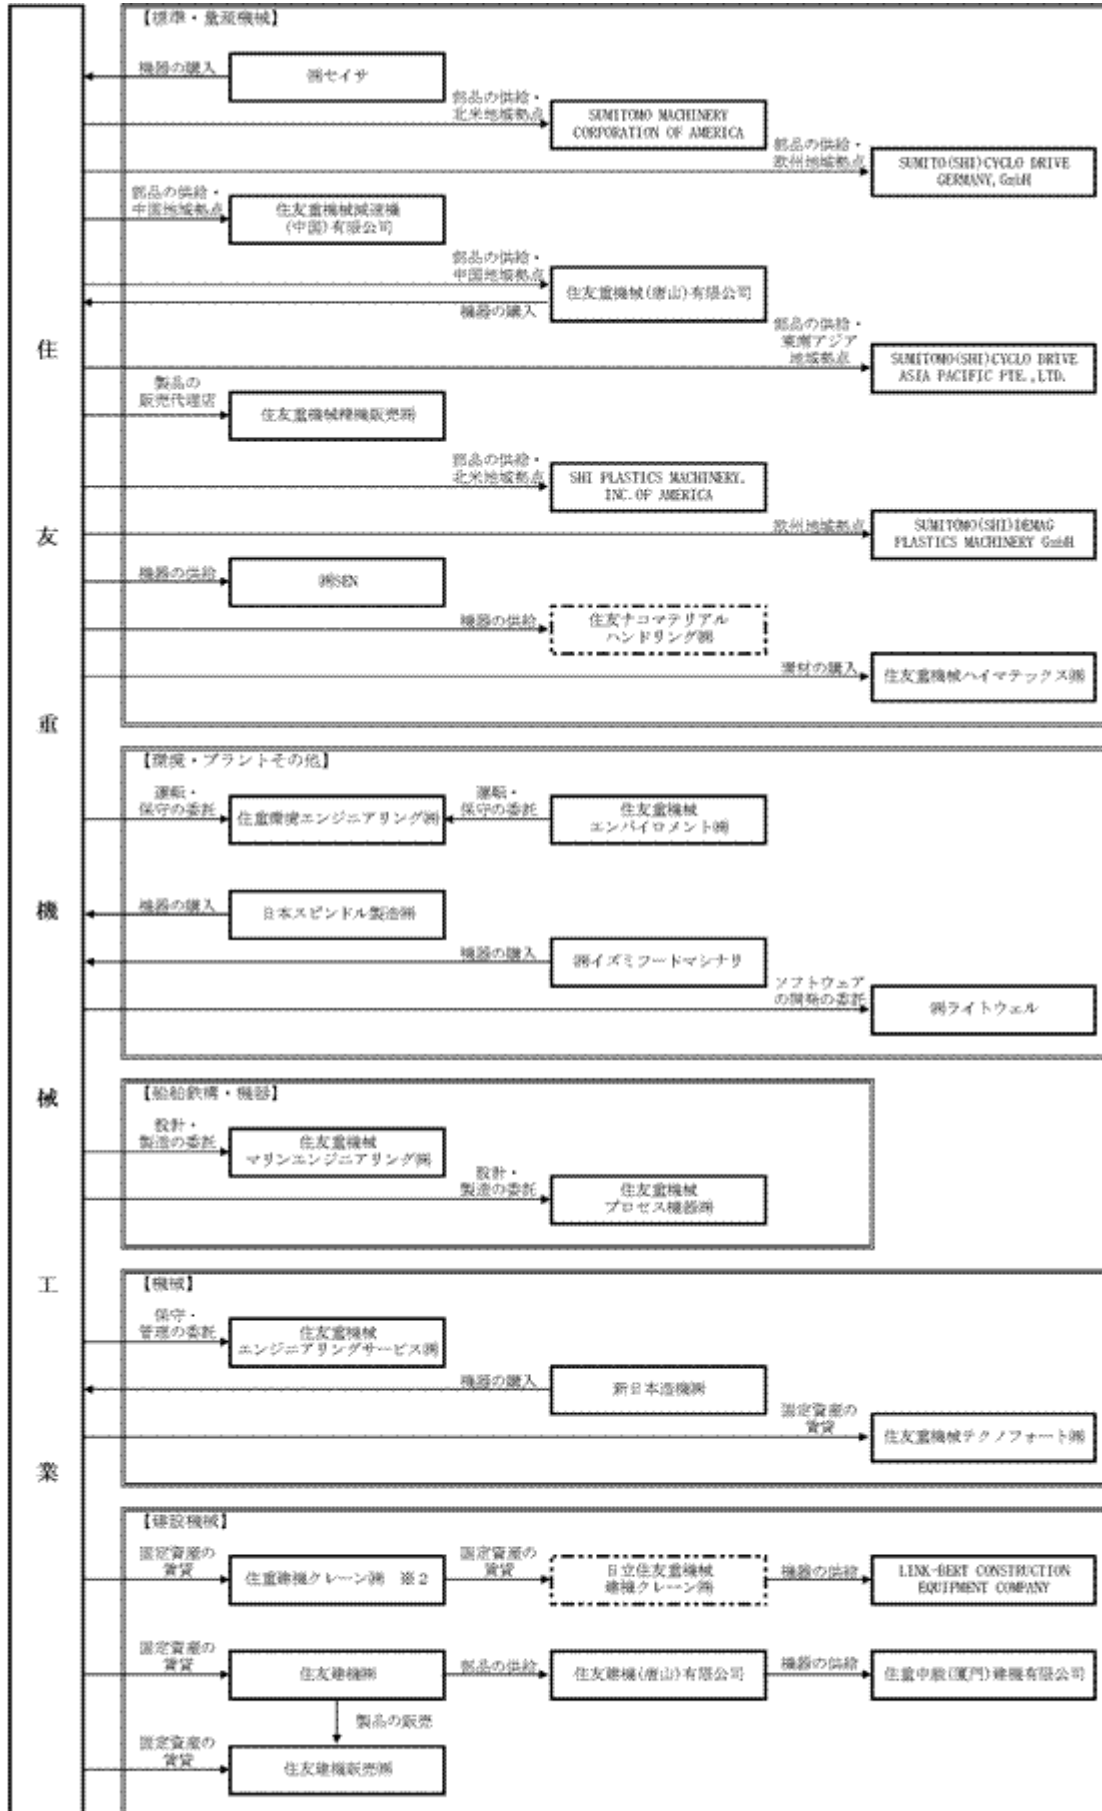 住友重機械工業
【標準・量産機械】
機器の購入
㈱セイサ
部品の供給・
北米地域拠点
SUMITOMO MACHINERY
CORPORATION OF AMERICA
部品の供給・
欧州地域拠点
SUMITO(SHI)CYCLO DRIVE
GERMANY,GmbH
部品の供給・
中国地域拠点
住友重機械減速機
(中国)有限公司
部品の供給・
中国地域拠点
住友重機械(唐山)有限公司
機器の購入
部品の供給・
東南アジア
地域拠点
SUMITOMO(SHI)CYCLO DRIVE
ASIA PACIFIC PTE.,LTD.
製品の
販売代理店
住友重機械精機販売㈱
部品の供給・
北米地域拠点
SHI PLASTICS MACHINERY,
INC.OF AMERICA
欧州地域拠点
SUMITOMO(SHI)DEMAG
PLASTICS MACHINERY GmbH
機器の供給
㈱SEN
機器の供給
住友ナコマテリアル
ハンドリング㈱
素材の購入
住友重機械ハイマテックス㈱
【環境・プラントその他】
運転・
保守の委託
住重環境エンジニアリング㈱
運転・
保守の委託
住友重機械
エンバイロメント㈱
機器の購入
日本スピンドル製造㈱
機器の購入
㈱イズミフードマシナリ
ソフトウェア
の開発の委託
㈱ライトウェル
【船舶鉄構・機器】
設計・
製造の委託
住友重機械
マリンエンジニアリング㈱
設計・
製造の委託
住友重機械
プロセス機器㈱
【機械】
保守・
管理の委託
住友重機械
エンジニアリングサービス㈱
機器の購入
新日本造機㈱
固定資産の
賃貸
住友重機械テクノフォート㈱
【建設機械】
固定資産の
賃貸
住重建機クレーン㈱ ※2
固定資産の
賃貸
日立住友重機械
建機クレーン㈱
機器の供給
LINK-BERT CONSTRUCTION
EQUIPMENT COMPANY
固定資産の
賃貸
住友建機㈱
部品の供給
住友建機(唐山)有限公司
機器の供給
住重中駿(厦門)建機有限公司
製品の販売
固定資産の
賃貸
住友建機販売㈱